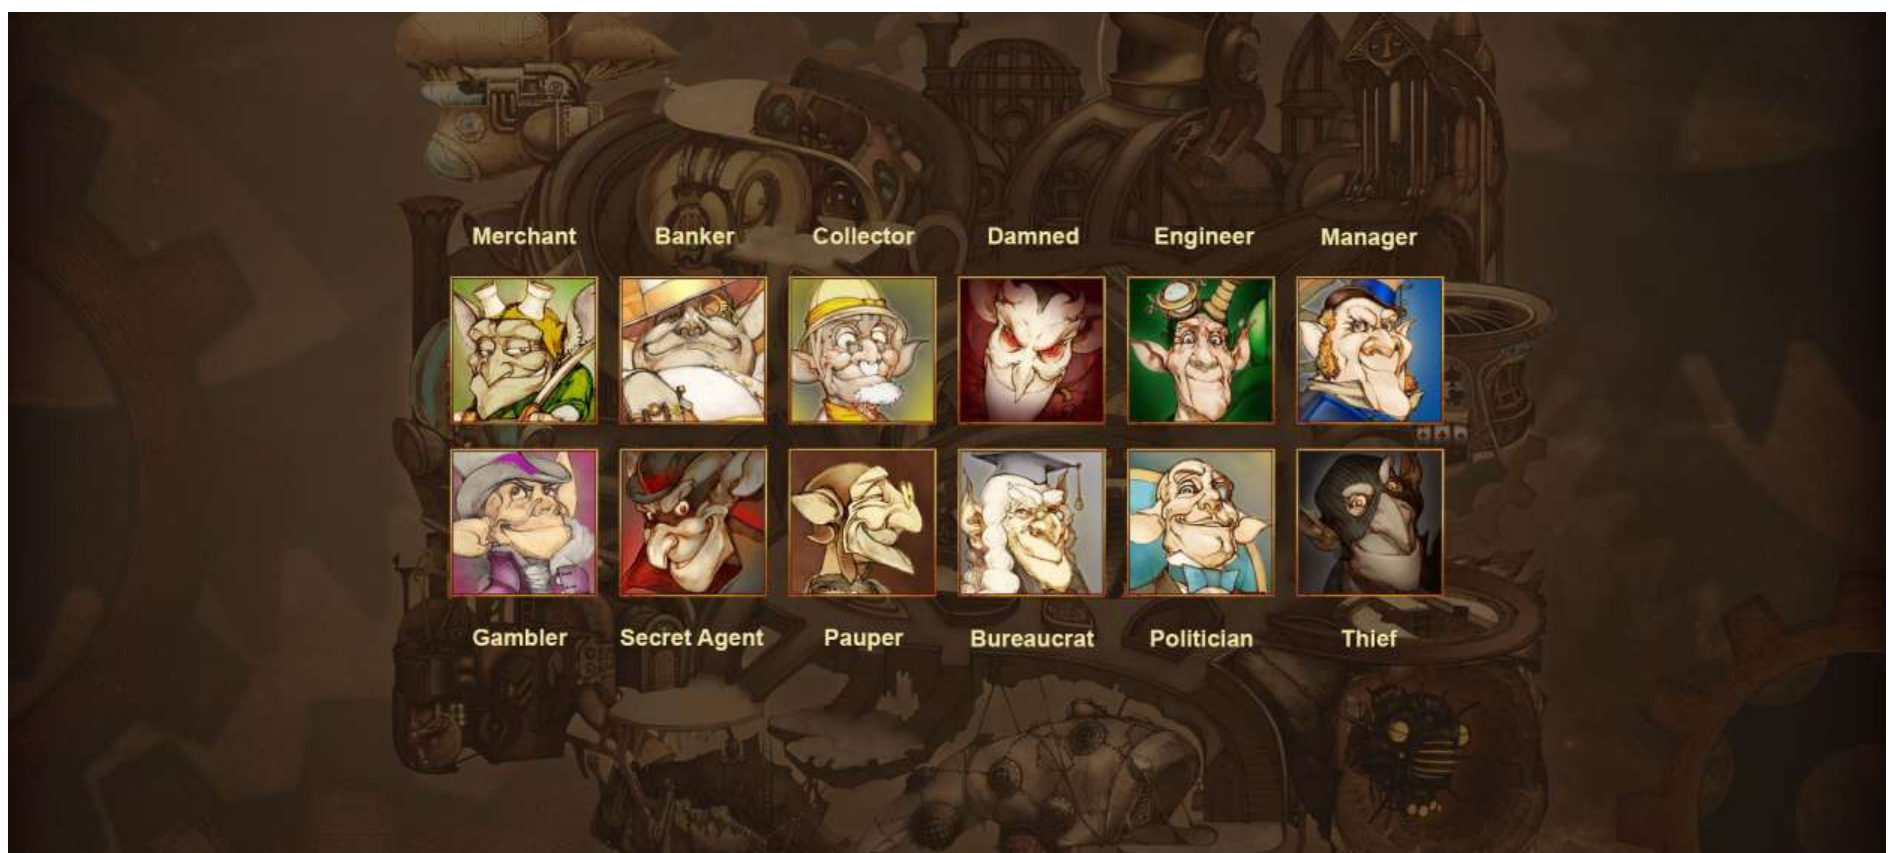 Merchant Banker Collector Damned Engineer Manager
Gambler Secret Agent Pauper Bureaucrat Politician Thief